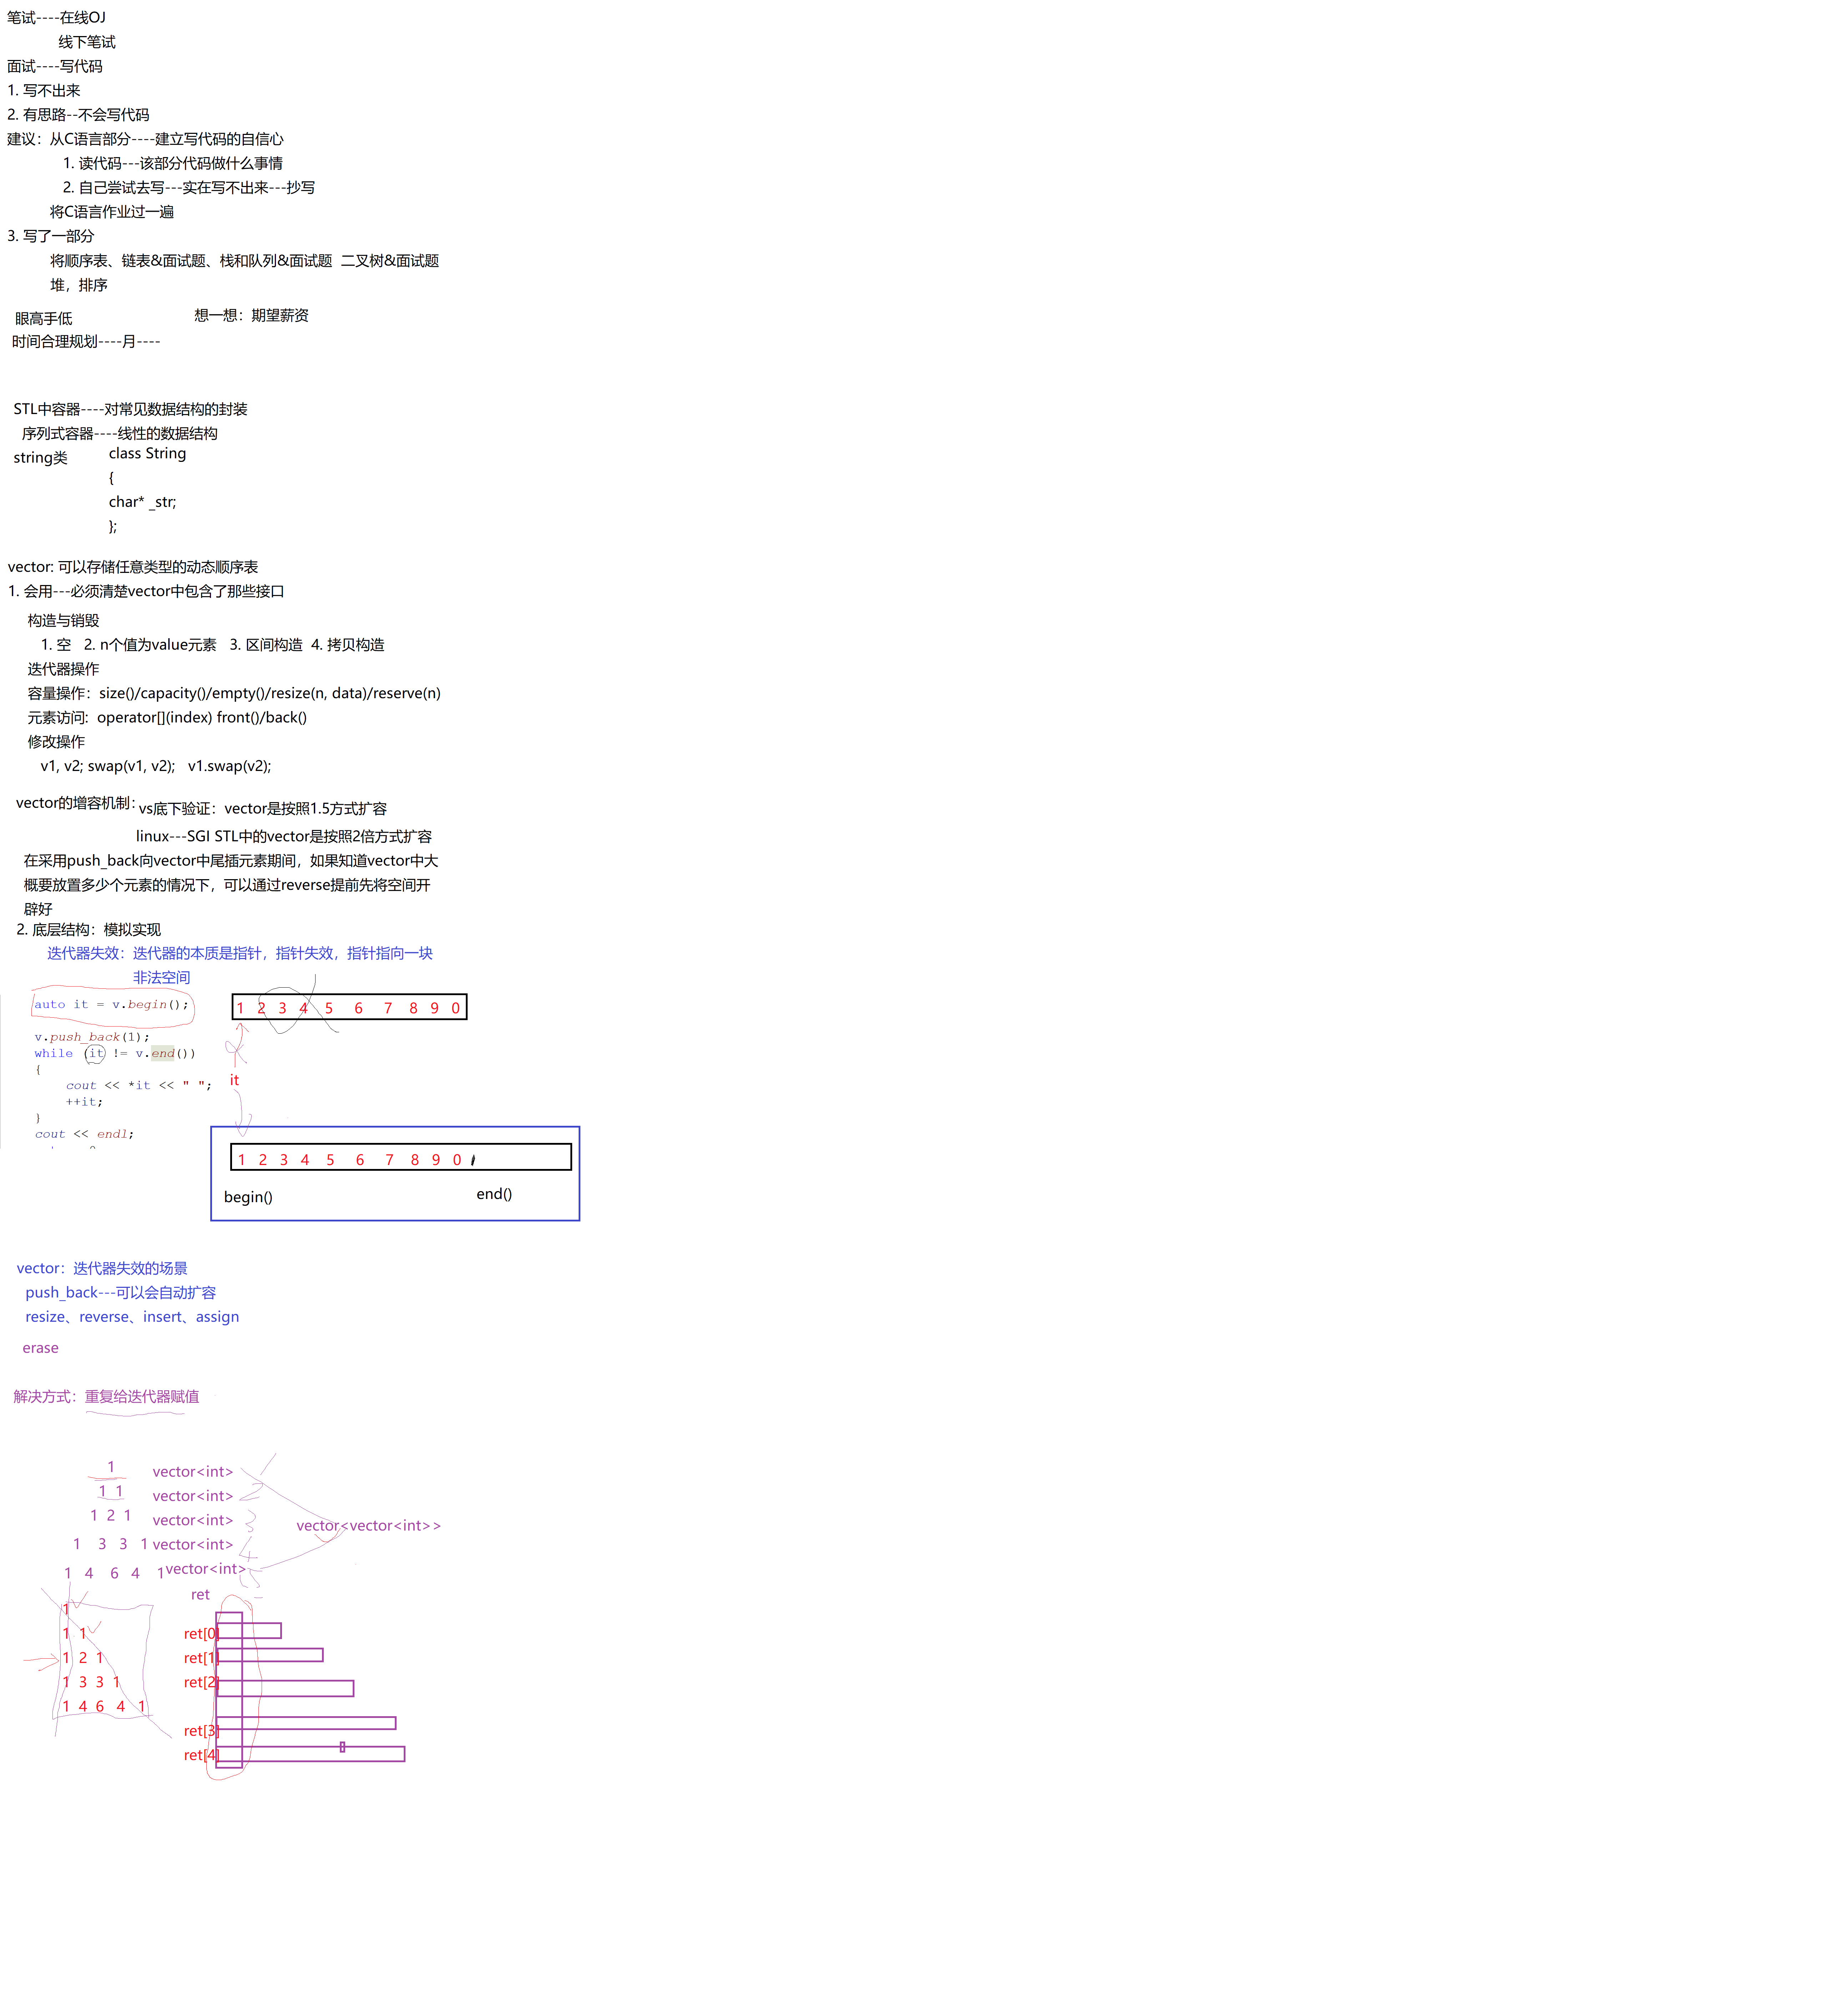 笔试----在线OJ
线下笔试
面试----写代码
1. 写不出来
2. 有思路--不会写代码
建议：从C语言部分----建立写代码的自信心
1. 读代码---该部分代码做什么事情
2. 自己尝试去写---实在写不出来---抄写
将C语言作业过一遍
3. 写了一部分
将顺序表、链表&面试题、栈和队列&面试题 二叉树&面试题
堆，排序
眼高手低
想一想：期望薪资
时间合理规划----月----
STL中容器----对常见数据结构的封装
序列式容器----线性的数据结构
string类
class String
{
char* _str;
};
vector: 可以存储任意类型的动态顺序表
1. 会用---必须清楚vector中包含了那些接口
构造与销毁
1. 空 2. n个值为value元素 3. 区间构造 4. 拷贝构造
迭代器操作
容量操作：size()/capacity()/empty()/resize(n, data)/reserve(n)
元素访问: operator[](index) front()/back()
修改操作
v1, v2; swap(v1, v2); v1.swap(v2);
vector的增容机制：
vs底下验证：vector是按照1.5方式扩容
linux---SGI STL中的vector是按照2倍方式扩容
在采用push_back向vector中尾插元素期间，如果知道vector中大
概要放置多少个元素的情况下，可以通过reverse提前先将空间开
辟好
2. 底层结构：模拟实现
迭代器失效：迭代器的本质是指针，指针失效，指针指向一块
非法空间
auto it = v.begin();
v.push_back(1);
while (it != v.end())
{
cout << *it << " ";
++it;
}
cout << endl;
1 2 3 4 5 6 7 8 9 0
it
1 2 3 4 5 6 7 8 9 0
begin()
end()
vector：迭代器失效的场景
push_back---可以会自动扩容
resize、reverse、insert、assign
erase
解决方式：重复给迭代器赋值
1 vector<int>
1 1 vector<int>
1 2 1 vector<int>
vector<vector<int>>
1 3 3 1 vector<int>
1 4 6 4 1 vector<int>
ret
1
1 1 ret[0]
1 2 1 ret[1]
1 3 3 1 ret[2]
1 4 6 4 1
ret[3]
ret[4]